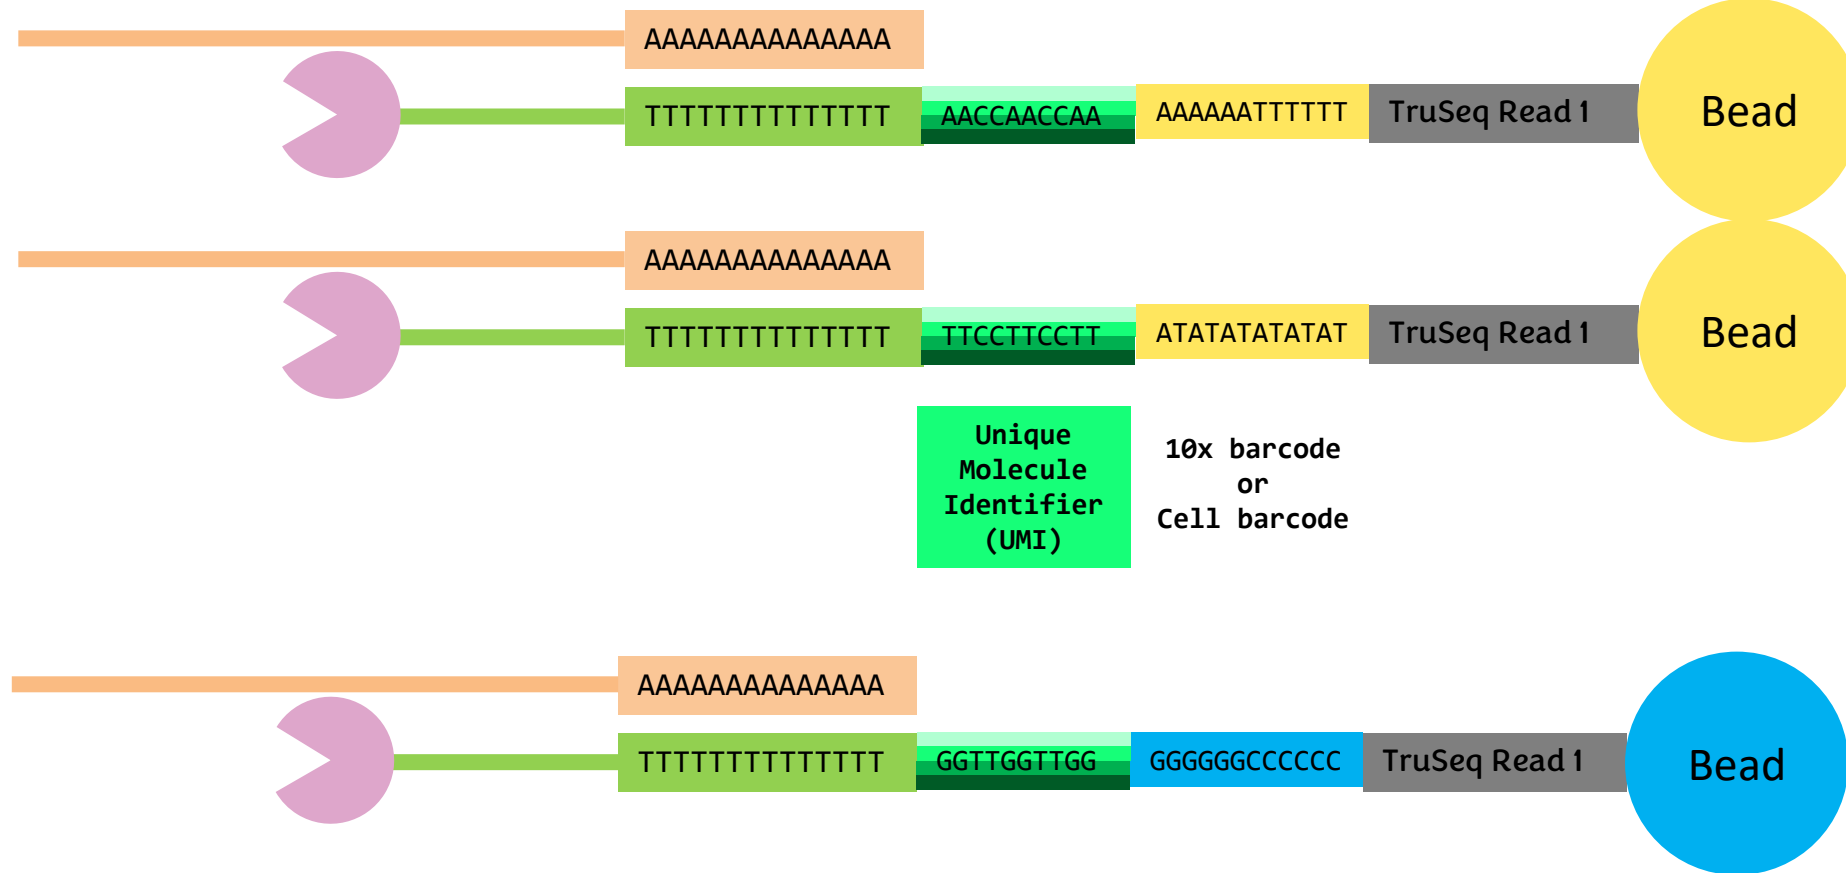 AAAAAAAAAAAAAA
TTTTTTTTTTTTTT AACCAACCAA AAAAAATTTTTT TruSeq Read 1 Bead
AAAAAAAAAAAAAA
TTTTTTTTTTTTTT TTCCTTCCTT ATATATATATAT TruSeq Read 1 Bead
Unique
Molecule
Identifier
(UMI)
10x barcode
or
Cell barcode
AAAAAAAAAAAAAA
TTTTTTTTTTTTTT GGTTGGTTGG GGGGGGCCCCCC TruSeq Read 1 Bead